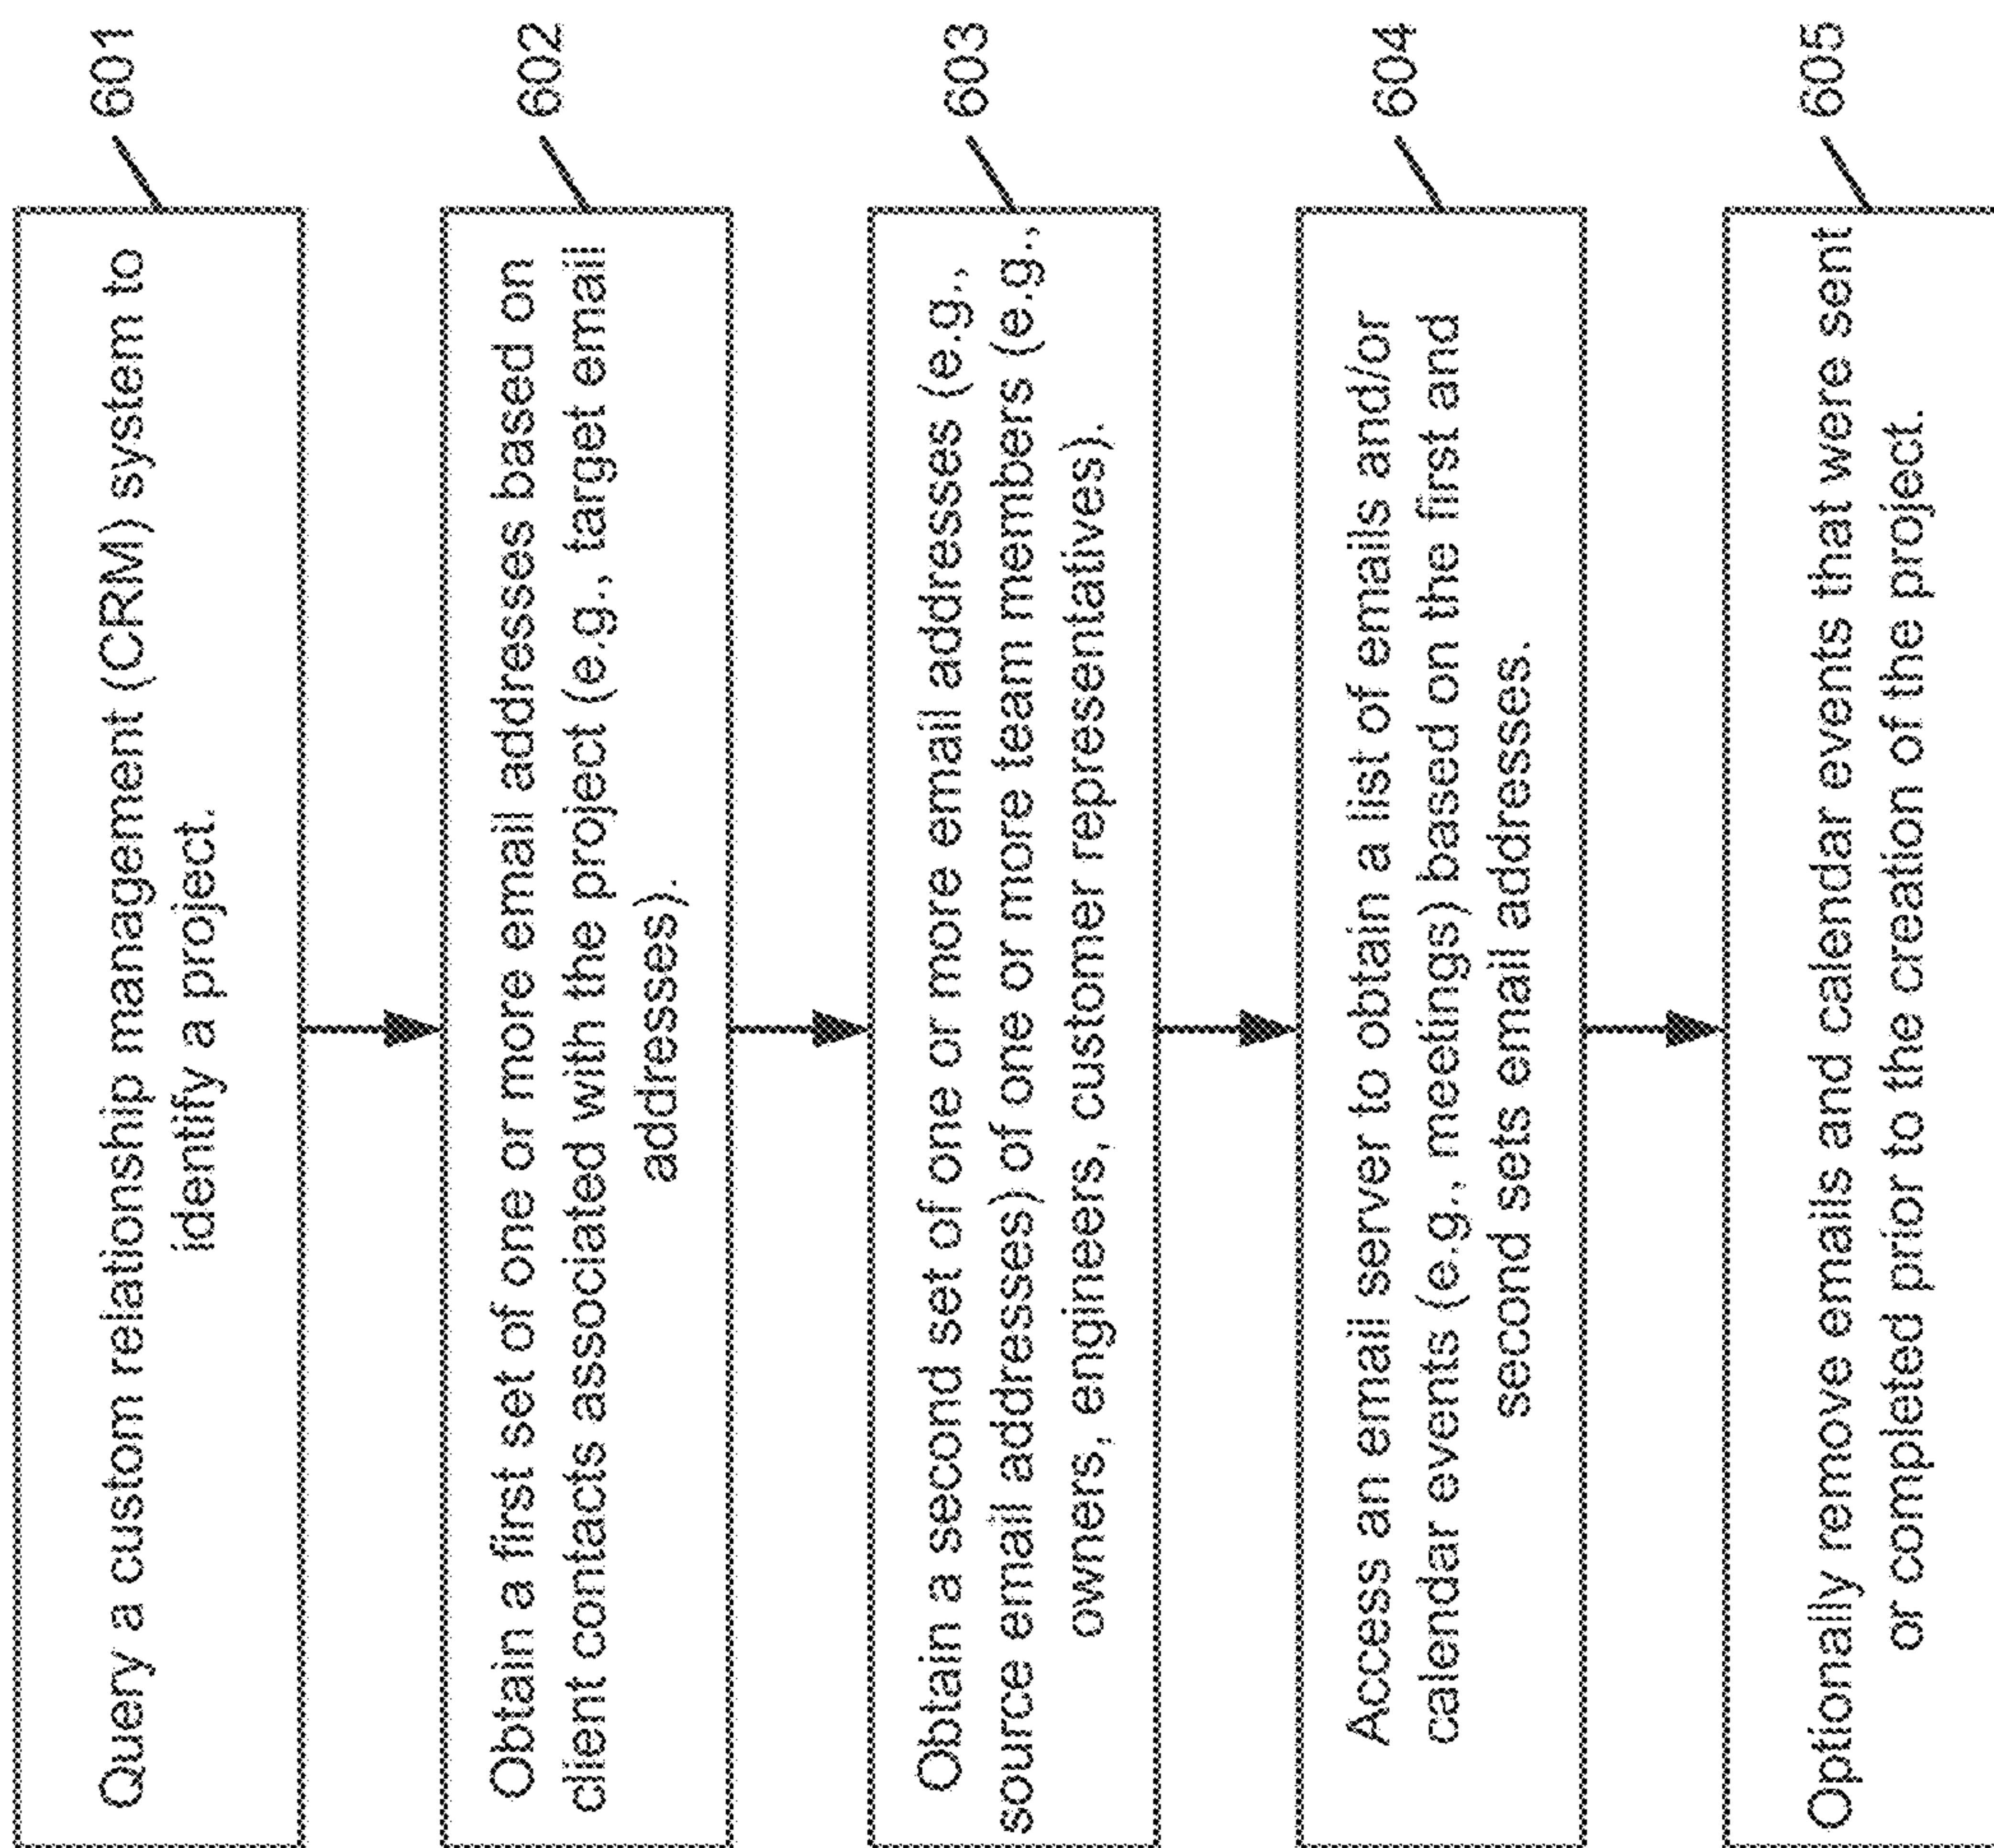 601
Query a custom relationship management (CRM) system to
identify a project.
602
Obtain a first set of one or more email addresses based on
client contacts associated with the project (e.g., target email
addresses).
603
Obtain a second set of one or more email addresses (e.g.,
source email addresses) of one or more team members (e.g.,
owners, engineers, customer representatives).
604
Access an email server to obtain a list of emails and/or
calendar events (e.g., meetings) based on the first and
second sets email addresses.
605
Optionally remove emails and calendar events that were sent
or completed prior to the creation of the project.